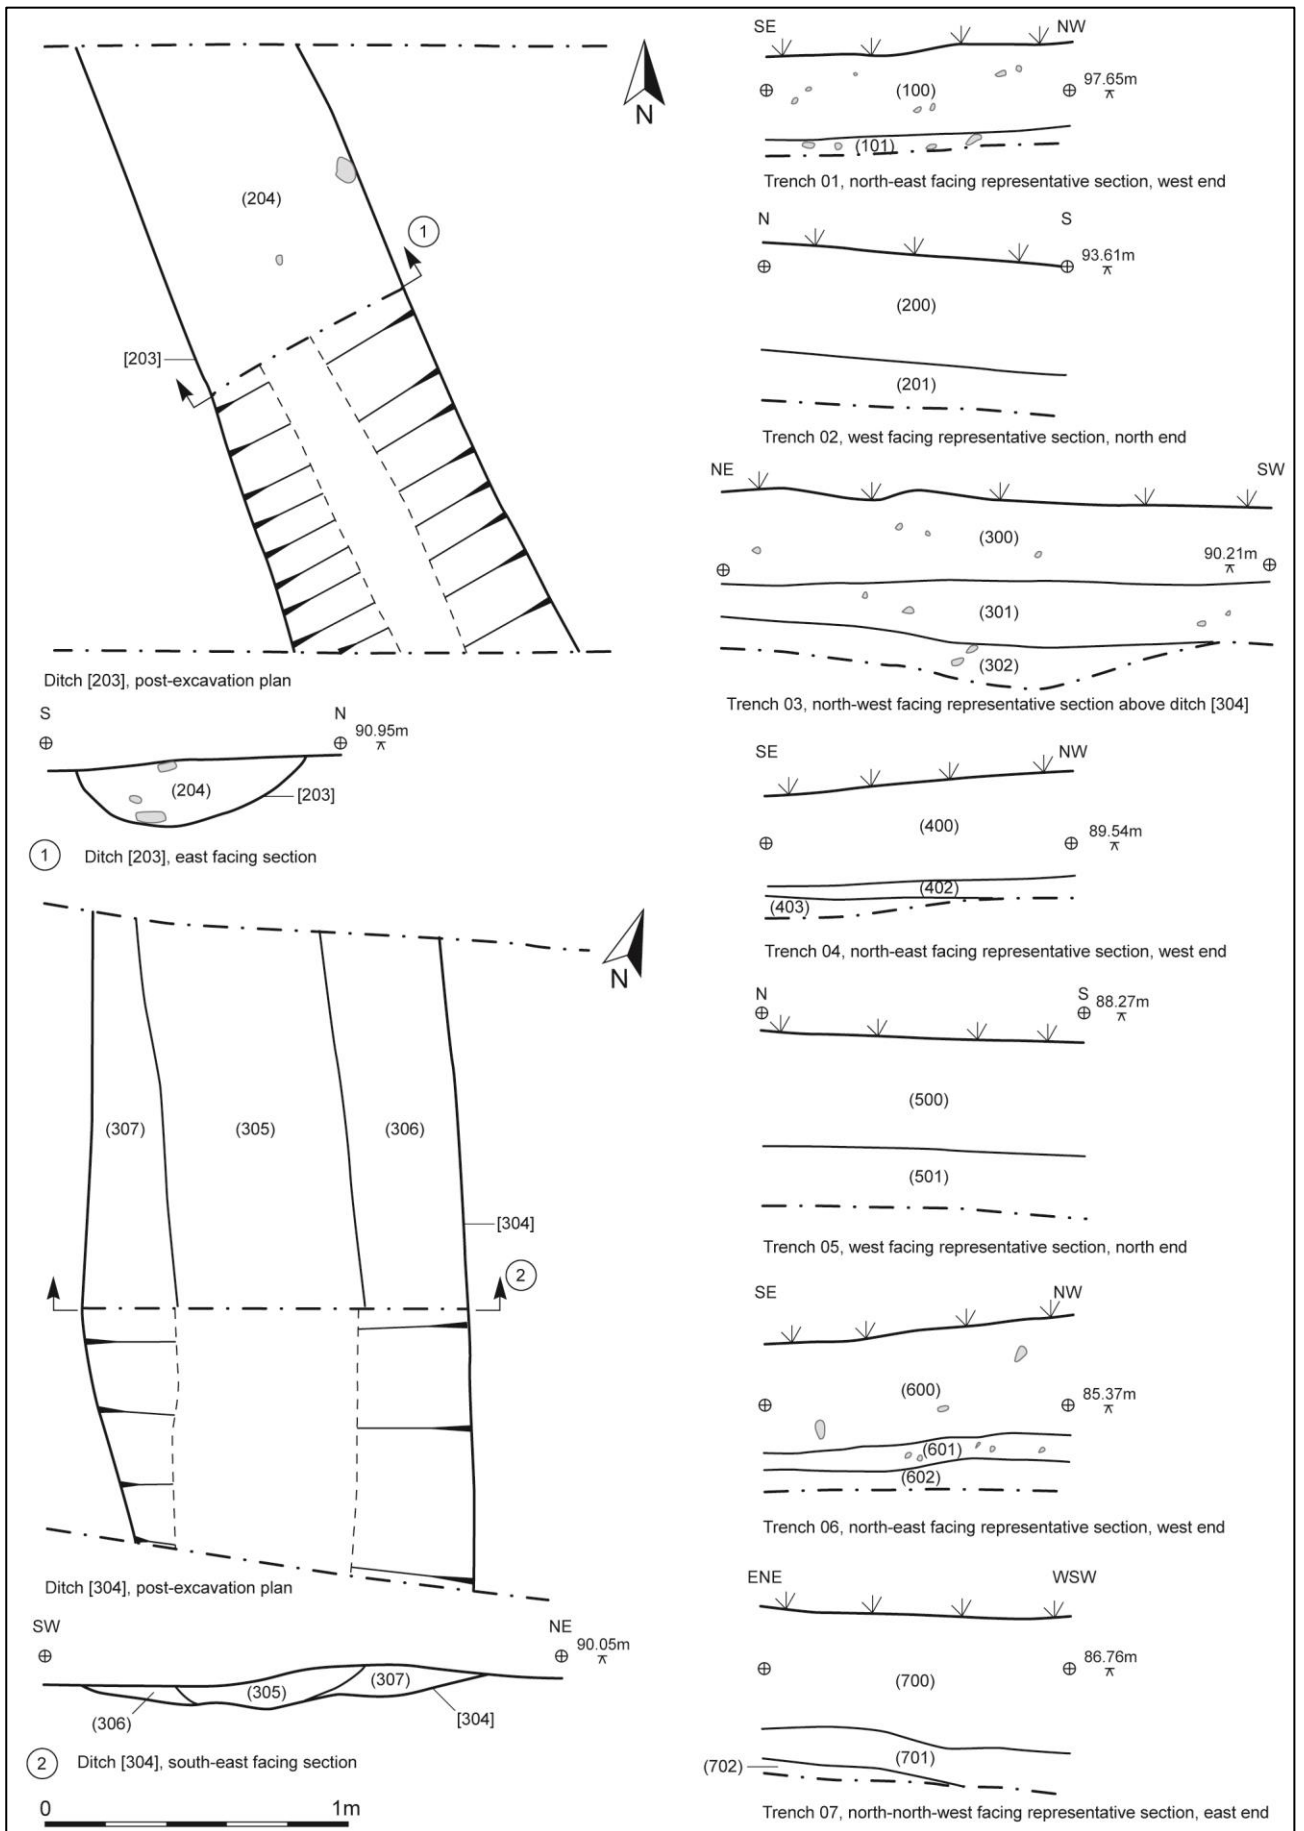 N
(204)
1
[203]
Ditch [203], post-excavation plan
S
N
90.95m
(204)
[203]
1
Ditch [203], east facing section
N
(307)
(305)
(306)
[304]
2
Ditch [304], post-excavation plan
SW
NE
90.05m
(307)
(305)
(306)
[304]
2
Ditch [304], south-east facing section
0
1m
SE
NW
(100)
97.65m
(101)
Trench 01, north-east facing representative section, west end
N
S
93.61m
(200)
(201)
Trench 02, west facing representative section, north end
NE
SW
(300)
90.21m
(301)
(302)
Trench 03, north-west facing representative section above ditch [304]
SE
NW
(400)
89.54m
(402)
(403)
Trench 04, north-east facing representative section, west end
N
S
88.27m
(500)
(501)
Trench 05, west facing representative section, north end
SE
NW
(600)
85.37m
(601)
(602)
Trench 06, north-east facing representative section, west end
ENE
WSW
86.76m
(700)
(701)
(702)
Trench 07, north-north-west facing representative section, east end